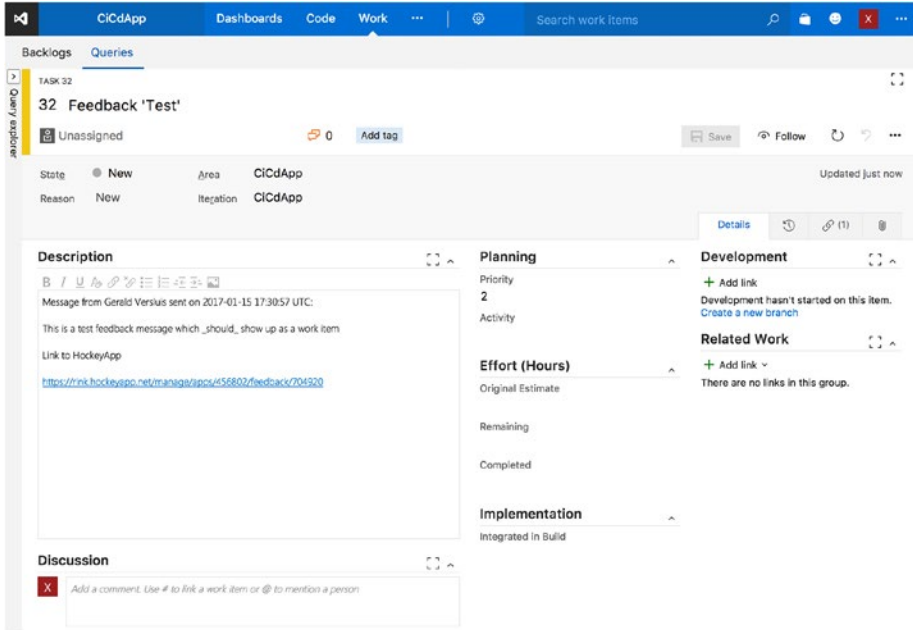 CiCdApp Dashboards Code Work ... Search work items X ...
Backlogs Queries
> Query explorer
TASK 32
32 Feedback 'Test'
Unassigned 0 Add tag Save Follow ...
State New Area CiCdApp Updated just now
Reason New Iteration CiCdApp
Details (1)
Description
B I U
Message from Gerald Versluis sent on 2017-01-15 17:30:57 UTC:
This is a test feedback message which _should_ show up as a work item
Link to HockeyApp
https://rink.hockeyapp.net/manage/apps/456802/feedback/704920
Planning
Priority
2
Activity
Effort (Hours)
Original Estimate
Remaining
Completed
Implementation
Integrated in Build
Development
+ Add link
Development hasn't started on this item.
Create a new branch
Related Work
+ Add link
There are no links in this group.
Discussion
X Add a comment. Use # to link a work item or @ to mention a person